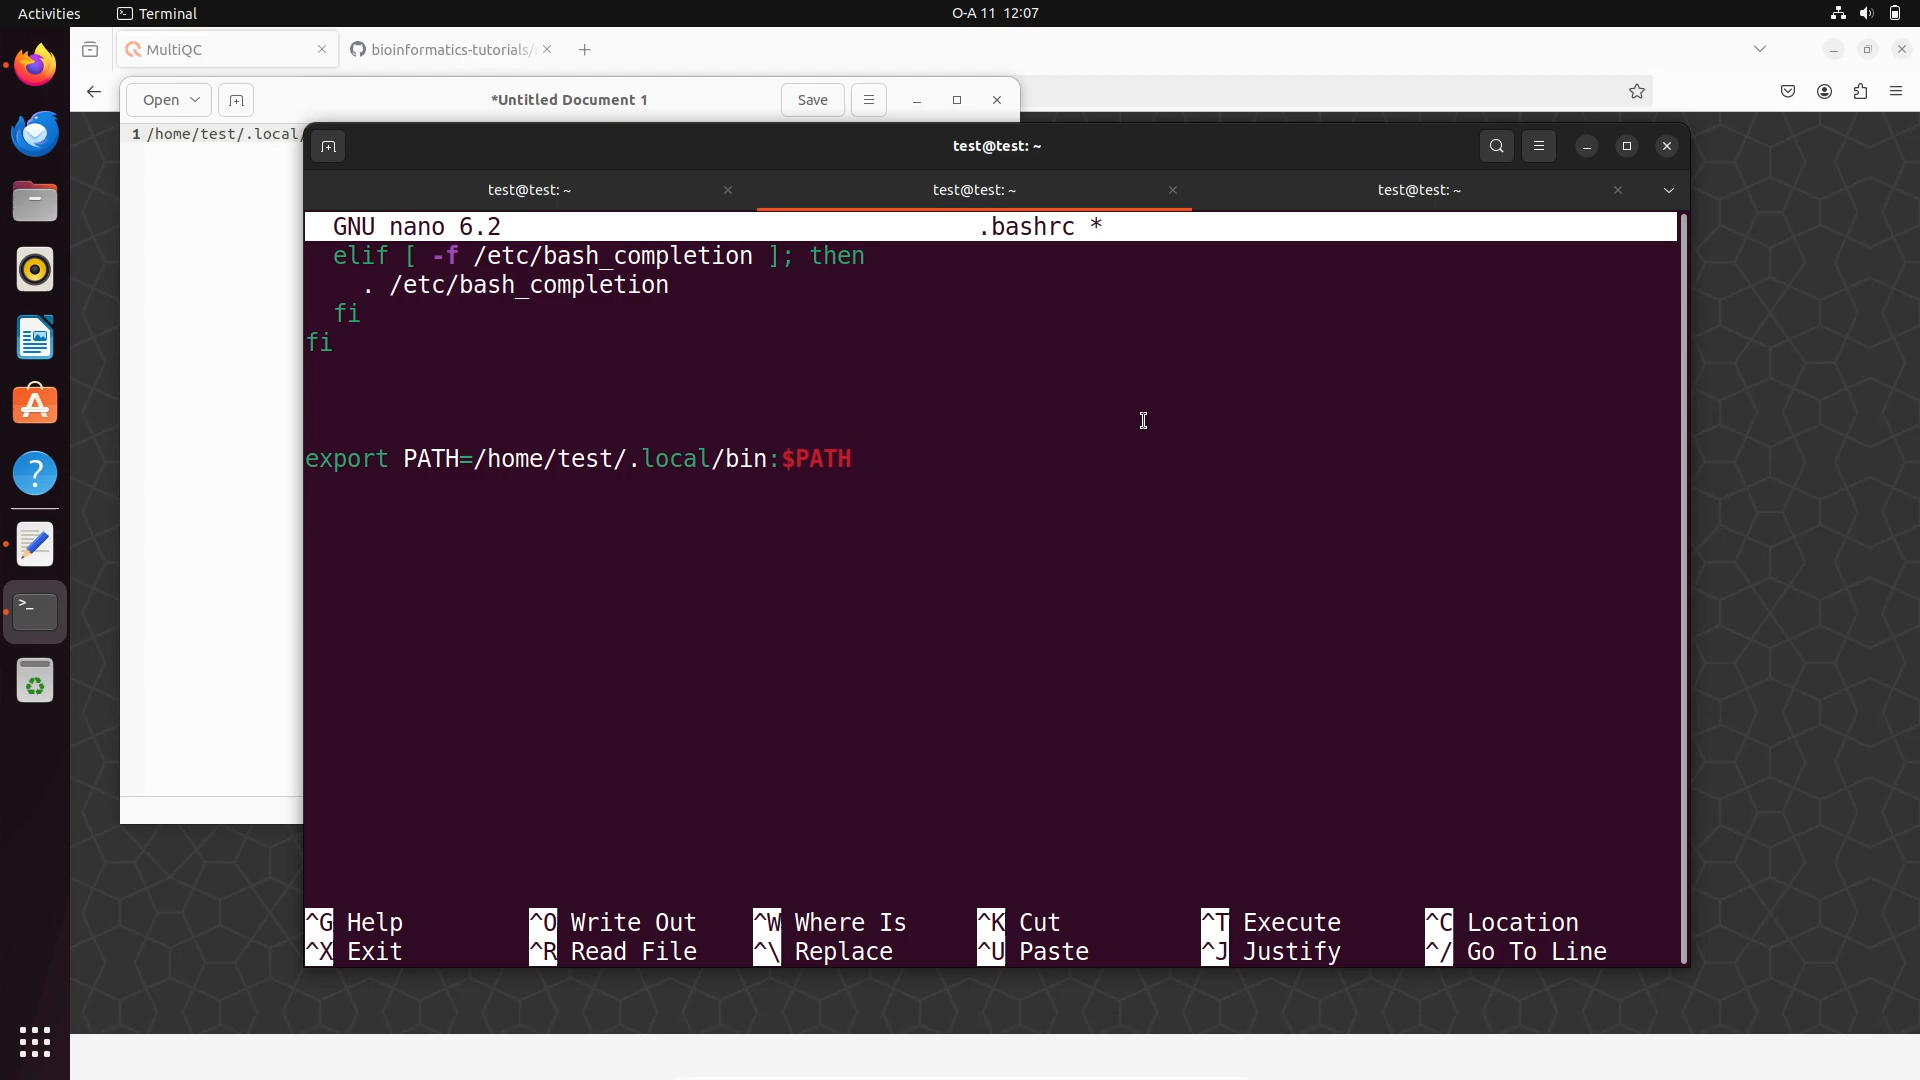 Activities
Terminal
O-A 11 12:07
MultiQC
bioinformatics-tutorials/
Open
*Untitled Document 1
Save
1 /home/test/.local/
test@test: ~
test@test: ~
test@test: ~
test@test: ~
GNU nano 6.2
.bashrc *
elif [ -f /etc/bash_completion ]; then
. /etc/bash_completion
fi
fi
export PATH=/home/test/.local/bin:$PATH
^G Help
^O Write Out
^W Where Is
^K Cut
^T Execute
^C Location
^X Exit
^R Read File
^\ Replace
^U Paste
^J Justify
^/ Go To Line